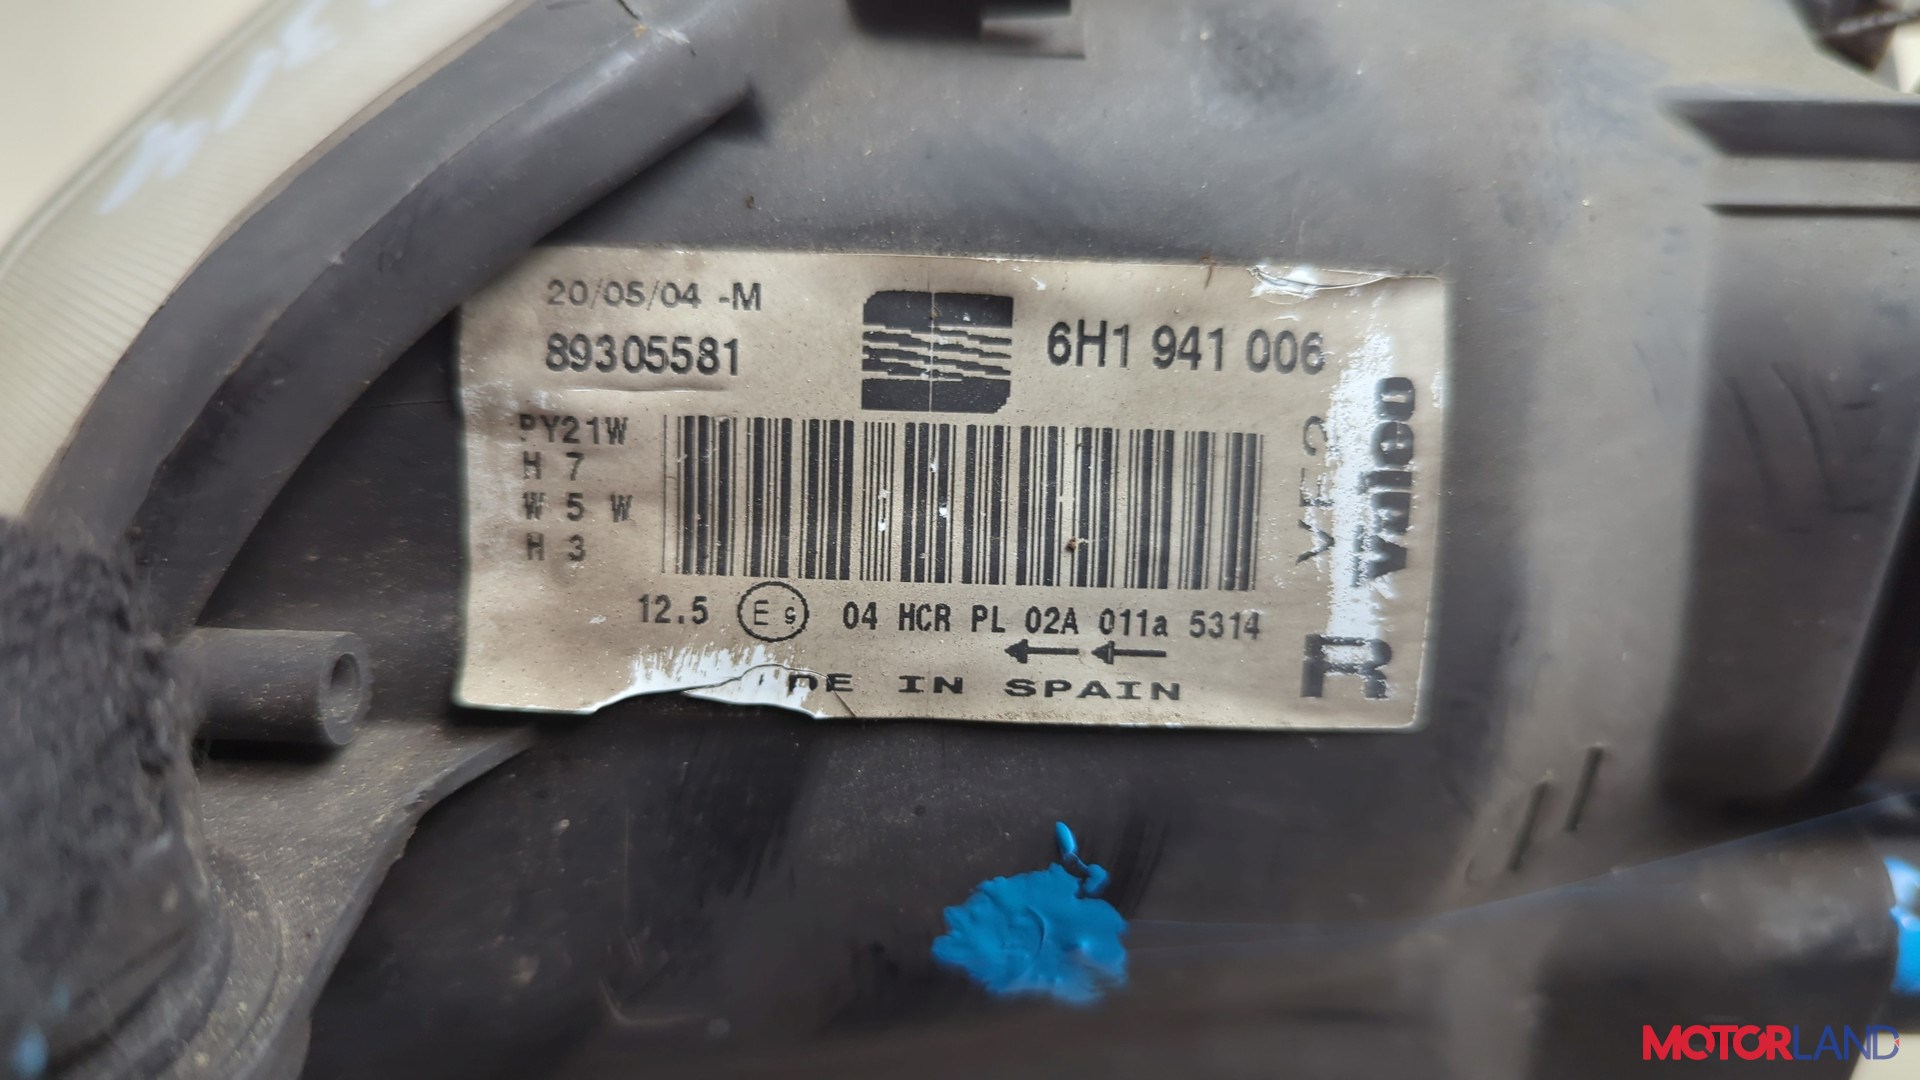 20/05/04 -M
89305581
6H1 941 006
PY21W
H 7
W 5 W
H 3
Valeo
R
12.5 E9 04 HCR PL 02A 011a 5314
DE IN SPAIN
MOTORLAND